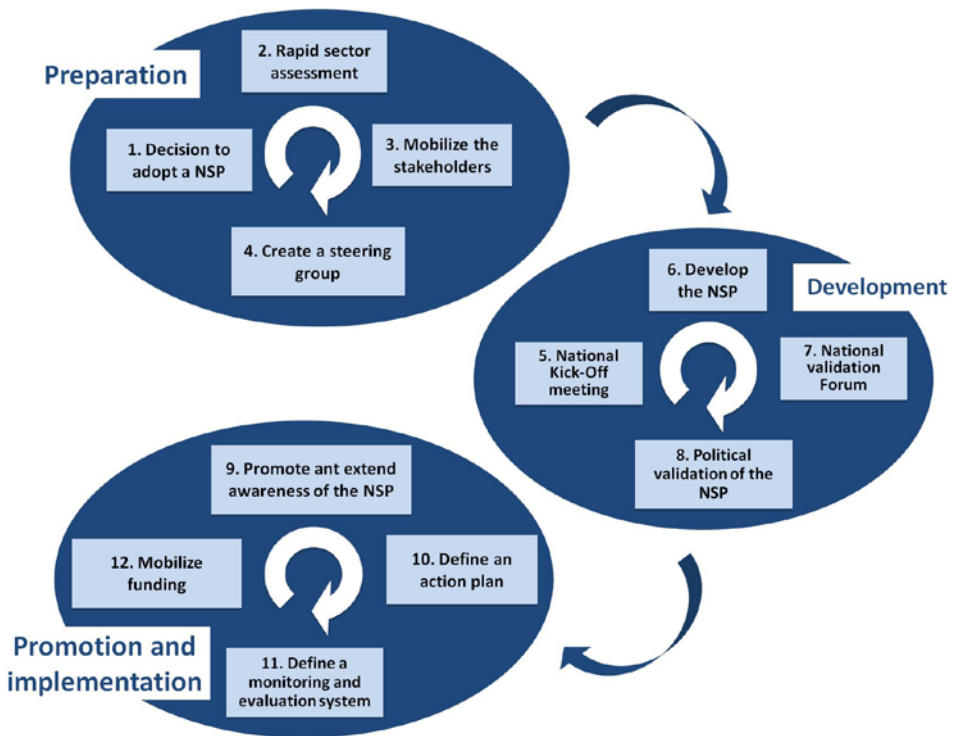 Preparation
1. Decision to
adopt a NSP
2. Rapid sector
assessment
3. Mobilize the
stakeholders
4. Create a steering
group
Development
5. National
Kick-Off
meeting
6. Develop
the NSP
7. National
validation
Forum
8. Political
validation of the
NSP
Promotion and
implementation
9. Promote ant extend
awareness of the NSP
10. Define an
action plan
11. Define a
monitoring and
evaluation system
12. Mobilize
funding